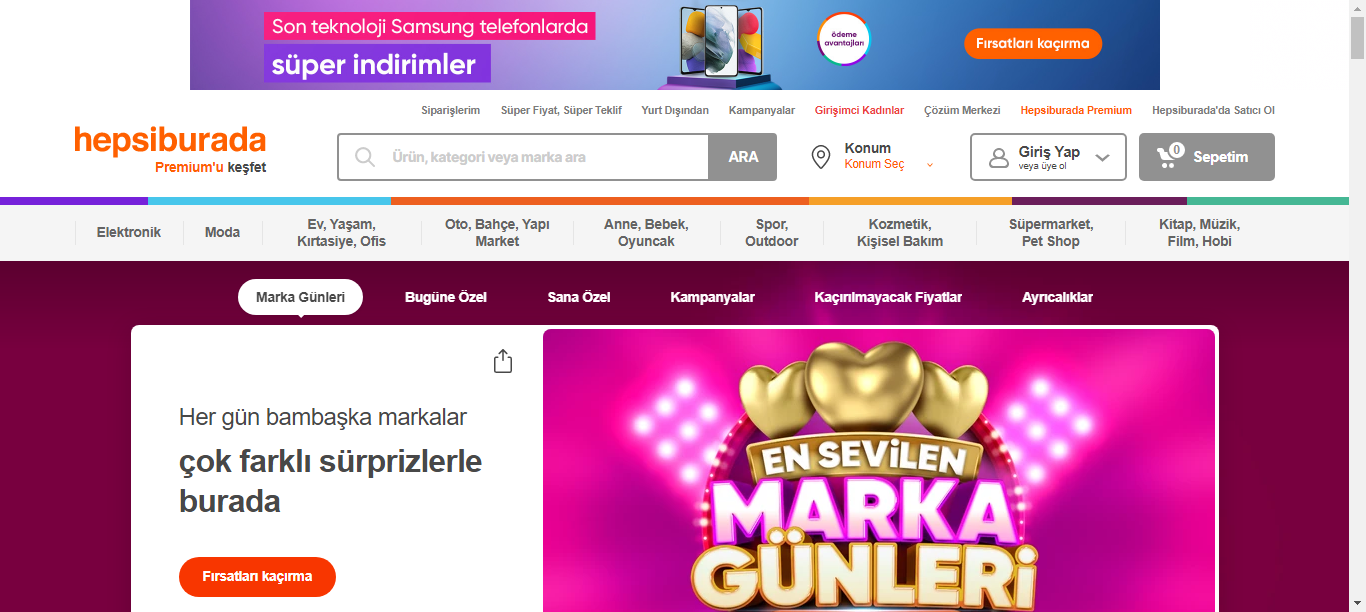 Son teknoloji Samsung telefonlarda
süper indirimler
ödeme
avantajları
Fırsatları kaçırma
Siparişlerim Süper Fiyat, Süper Teklif Yurt Dışından Kampanyalar Girişimci Kadınlar Çözüm Merkezi Hepsiburada Premium Hepsiburada'da Satıcı Ol
hepsiburada
Premium'u keşfet
Ürün, kategori veya marka ara
ARA
Konum
Konum Seç
Giriş Yap
veya üye ol
0
Sepetim
Elektronik
Moda
Ev, Yaşam,
Kırtasiye, Ofis
Oto, Bahçe, Yapı
Market
Anne, Bebek,
Oyuncak
Spor,
Outdoor
Kozmetik,
Kişisel Bakım
Süpermarket,
Pet Shop
Kitap, Müzik,
Film, Hobi
Marka Günleri Bugüne Özel Sana Özel Kampanyalar Kaçırılmayacak Fiyatlar Ayrıcalıklar
Her gün bambaşka markalar
çok farklı sürprizlerle
burada
Fırsatları kaçırma
EN SEVİLEN
MARKA
GÜNLERİ